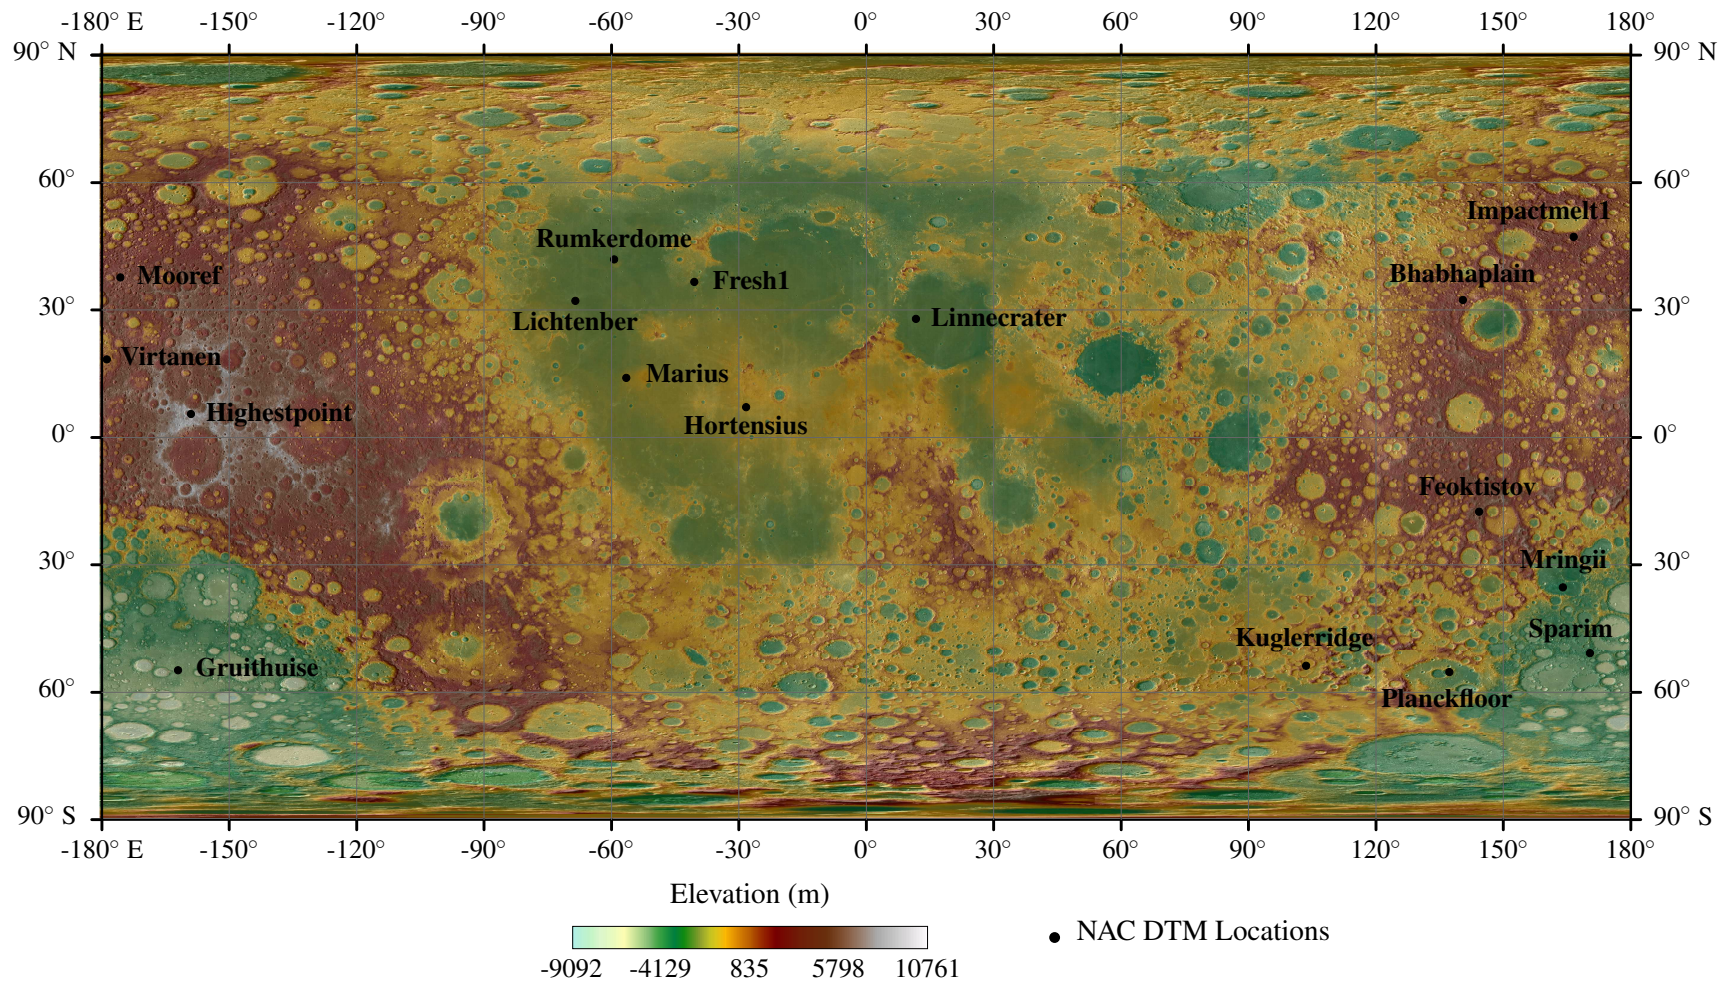 -180° E -150° -120° -90° -60° -30° 0° 30° 60° 90° 120° 150° 180°
90° N 90° N
60° 60°
Impactmelt1
Rumkerdome
Mooref Fresh1 Bhabhaplain
30° 30°
Lichtenber Linnecrater
Virtanen
Marius
Highestpoint
Hortensius
0° 0°
Feoktistov
30° Mringii 30°
Sparim
Kuglerridge
Gruithuise
60° 60°
Planckfloor
90° S 90° S
-180° E -150° -120° -90° -60° -30° 0° 30° 60° 90° 120° 150° 180°
Elevation (m)
NAC DTM Locations
-9092 -4129 835 5798 10761